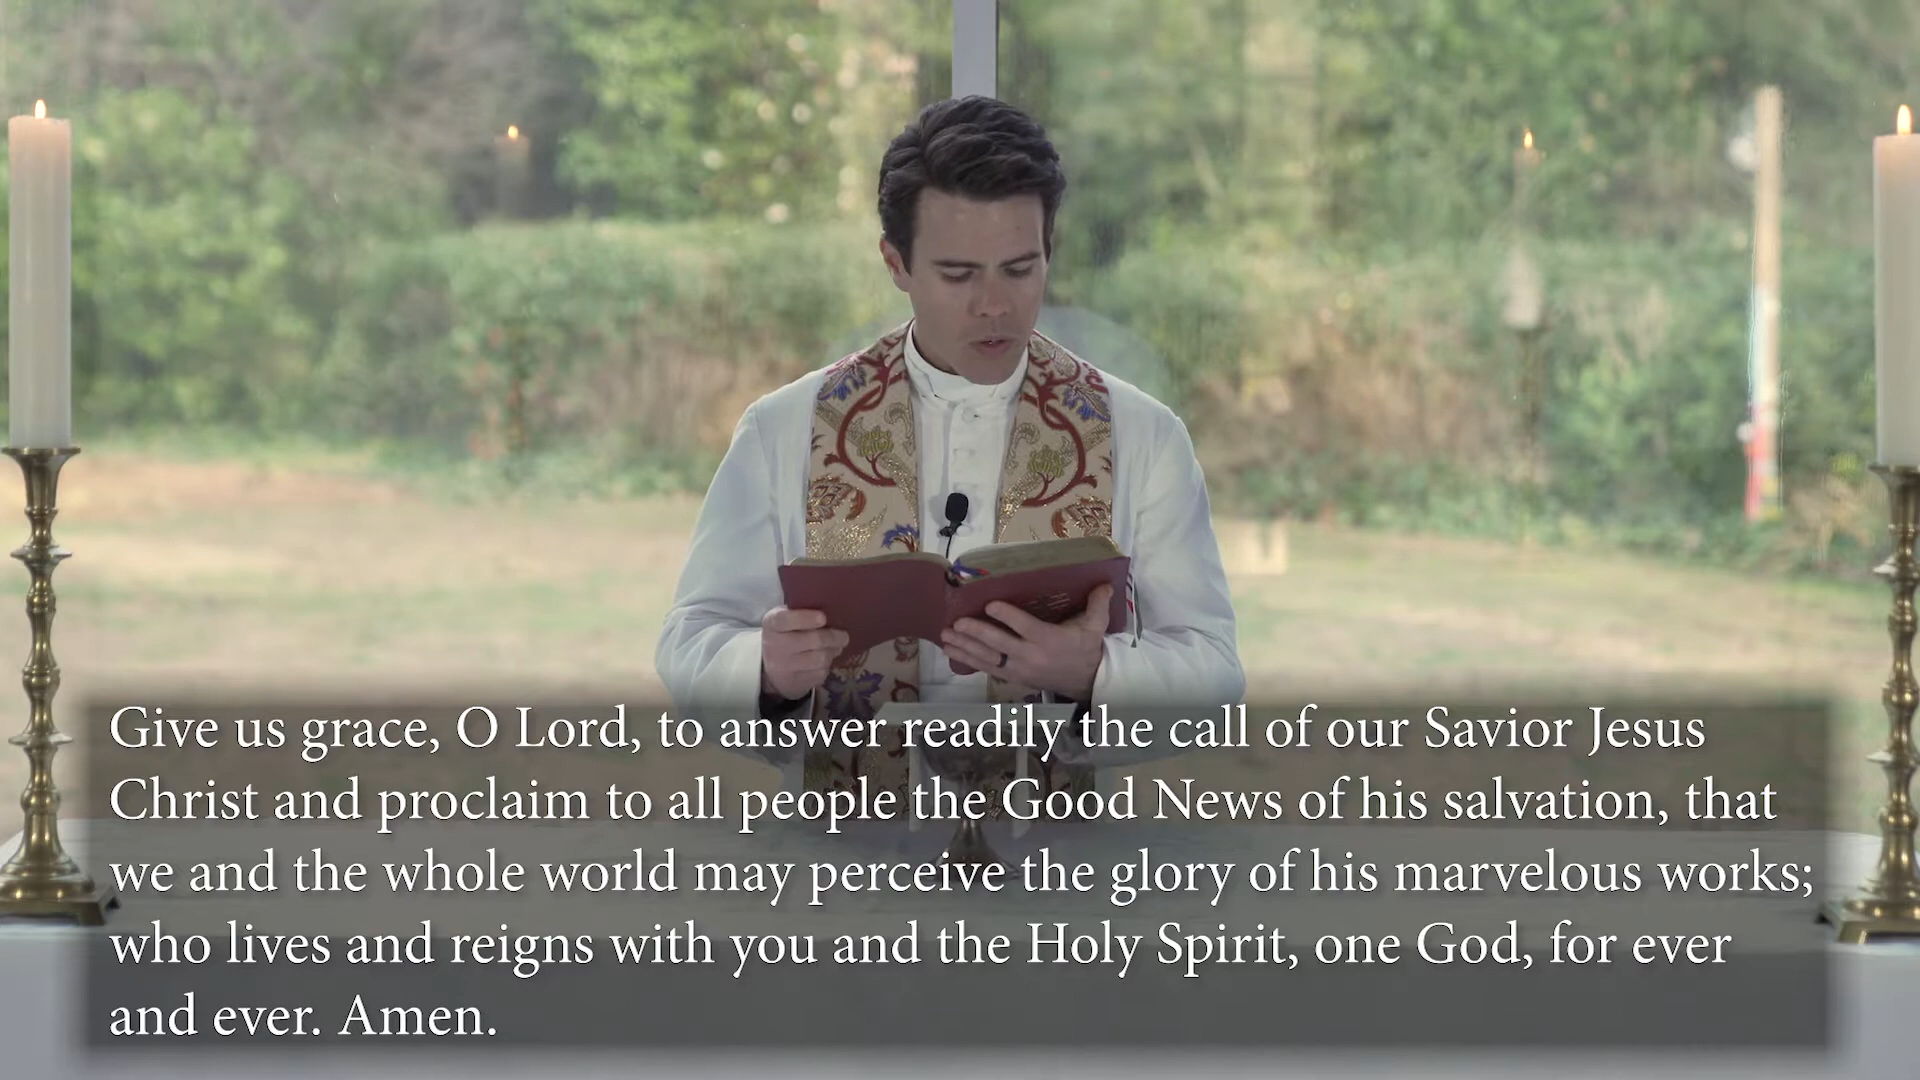 Give us grace, O Lord, to answer readily the call of our Savior Jesus
Christ and proclaim to all people the Good News of his salvation, that
we and the whole world may perceive the glory of his marvelous works;
who lives and reigns with you and the Holy Spirit, one God, for ever
and ever. Amen.